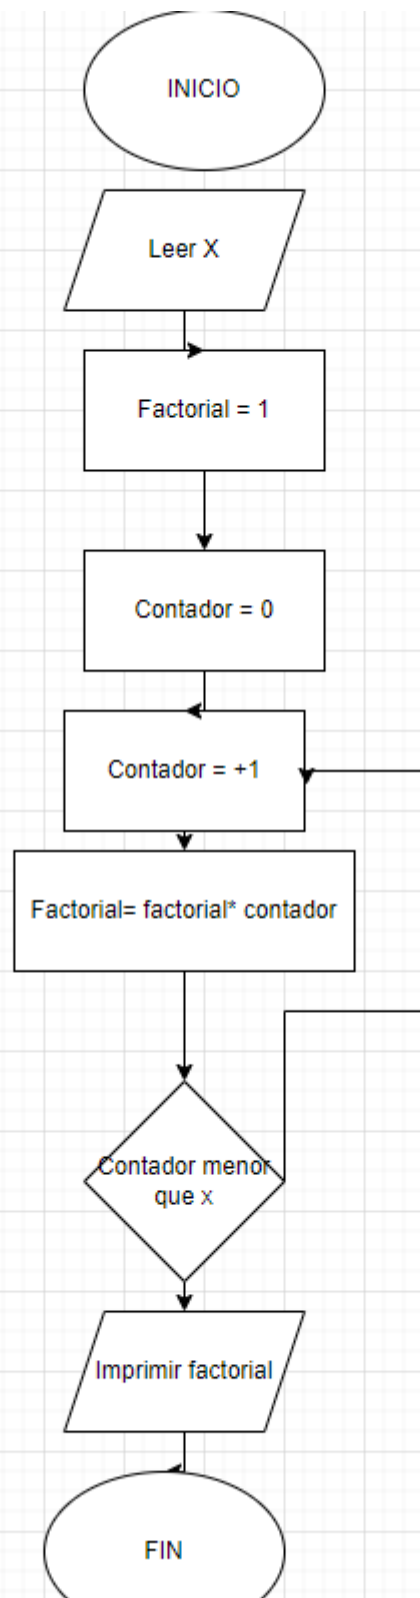 INICIO
Leer X
Factorial = 1
Contador = 0
Contador = +1
Factorial= factorial* contador
Contador menor
que x
Imprimir factorial
FIN